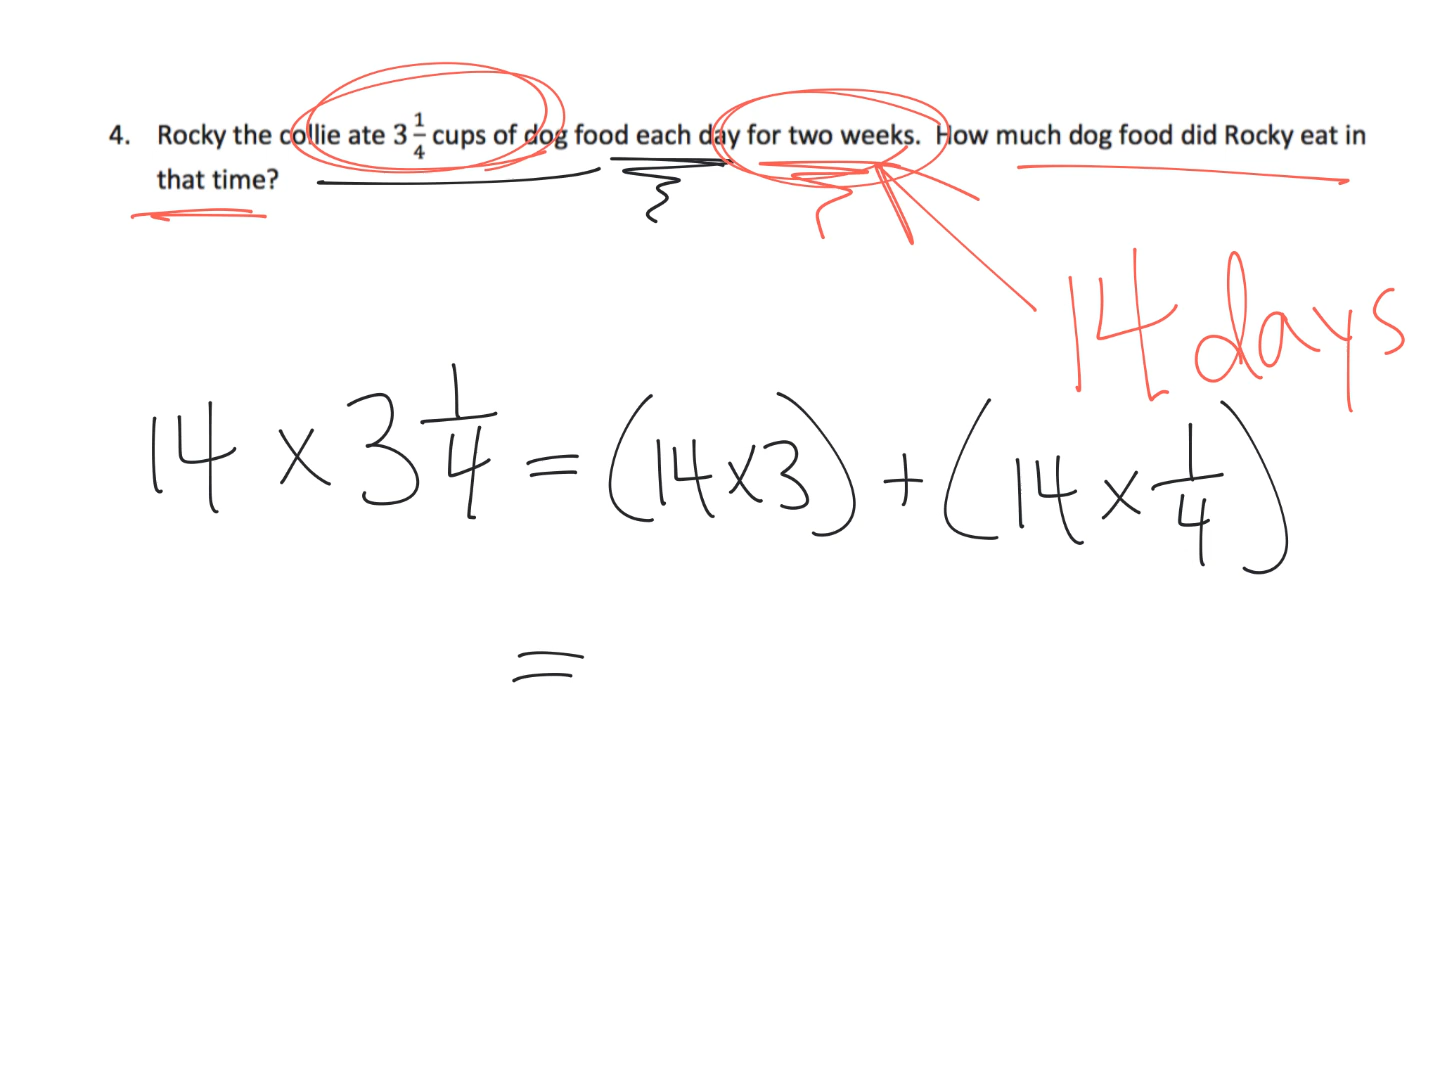 4. Rocky the collie ate 3 1/4 cups of dog food each day for two weeks. How much dog food did Rocky eat in
that time?
14 days
14 × 3 1/4 = (14 × 3) + (14 × 1/4)
=